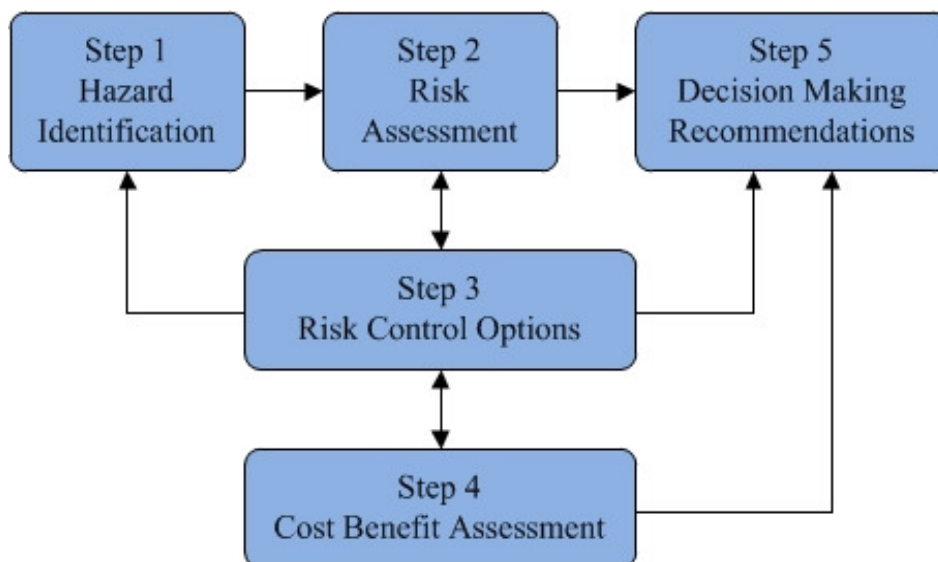 Step 1
Hazard
Identification
Step 2
Risk
Assessment
Step 5
Decision Making
Recommendations
Step 3
Risk Control Options
Step 4
Cost Benefit Assessment